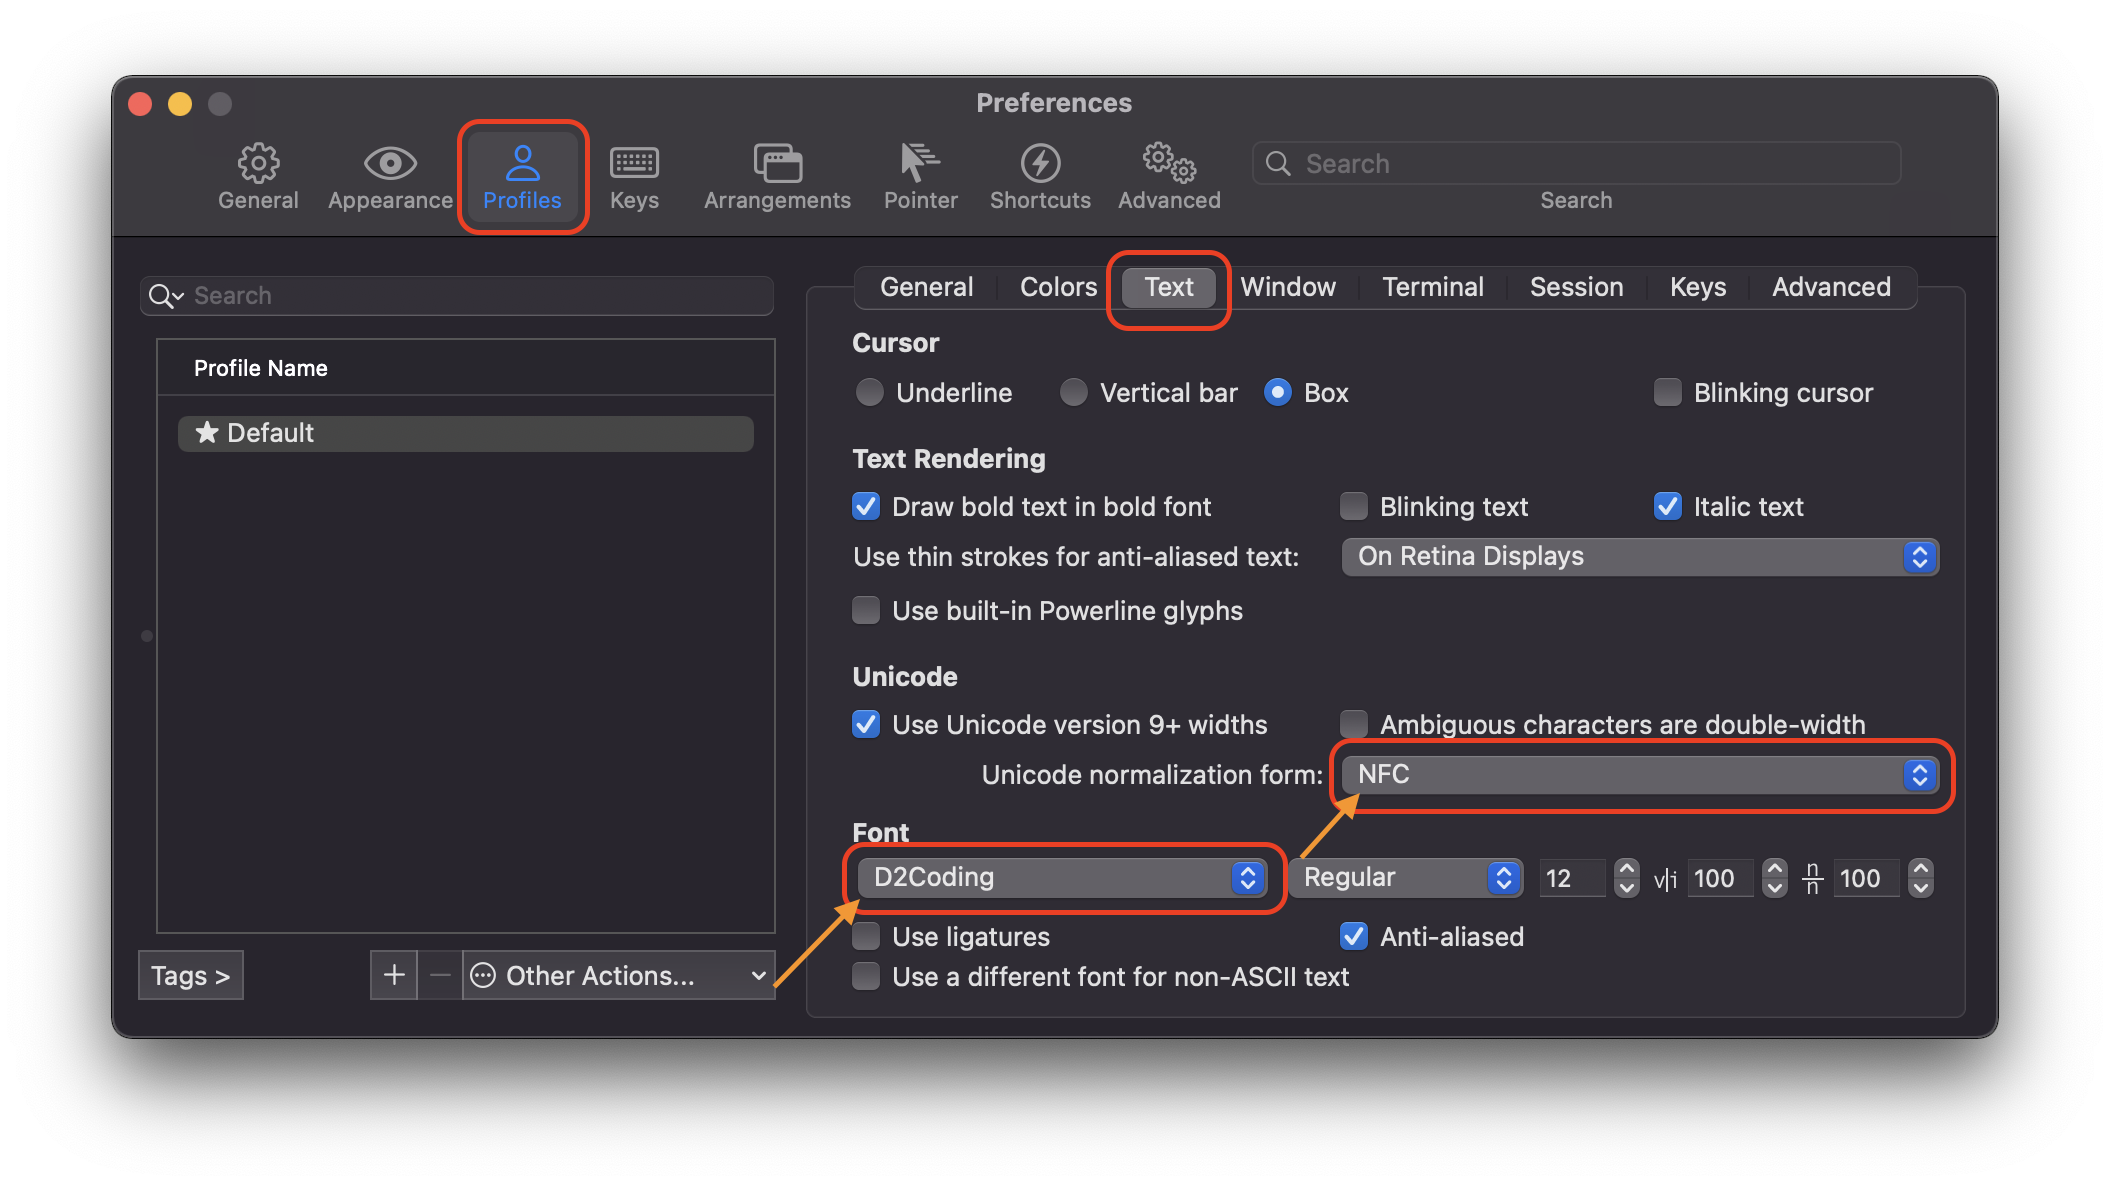 Preferences
General Appearance Profiles Keys Arrangements Pointer Shortcuts Advanced Search
Search
Search
Profile Name
Default
Tags >
+ − Other Actions...
General Colors Text Window Terminal Session Keys Advanced
Cursor
Underline Vertical bar Box Blinking cursor
Text Rendering
Draw bold text in bold font Blinking text Italic text
Use thin strokes for anti-aliased text: On Retina Displays
Use built-in Powerline glyphs
Unicode
Use Unicode version 9+ widths Ambiguous characters are double-width
Unicode normalization form: NFC
Font
D2Coding Regular 12 v|i 100 n/n 100
Use ligatures Anti-aliased
Use a different font for non-ASCII text